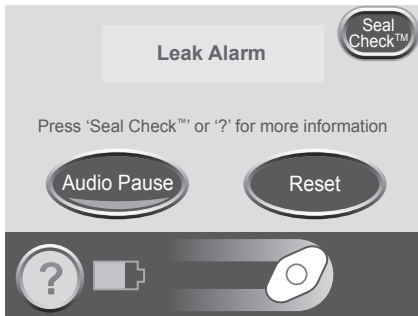 Seal
Check™
Leak Alarm
Press ‘Seal Check™’ or ‘?’ for more information
Audio Pause
Reset
?